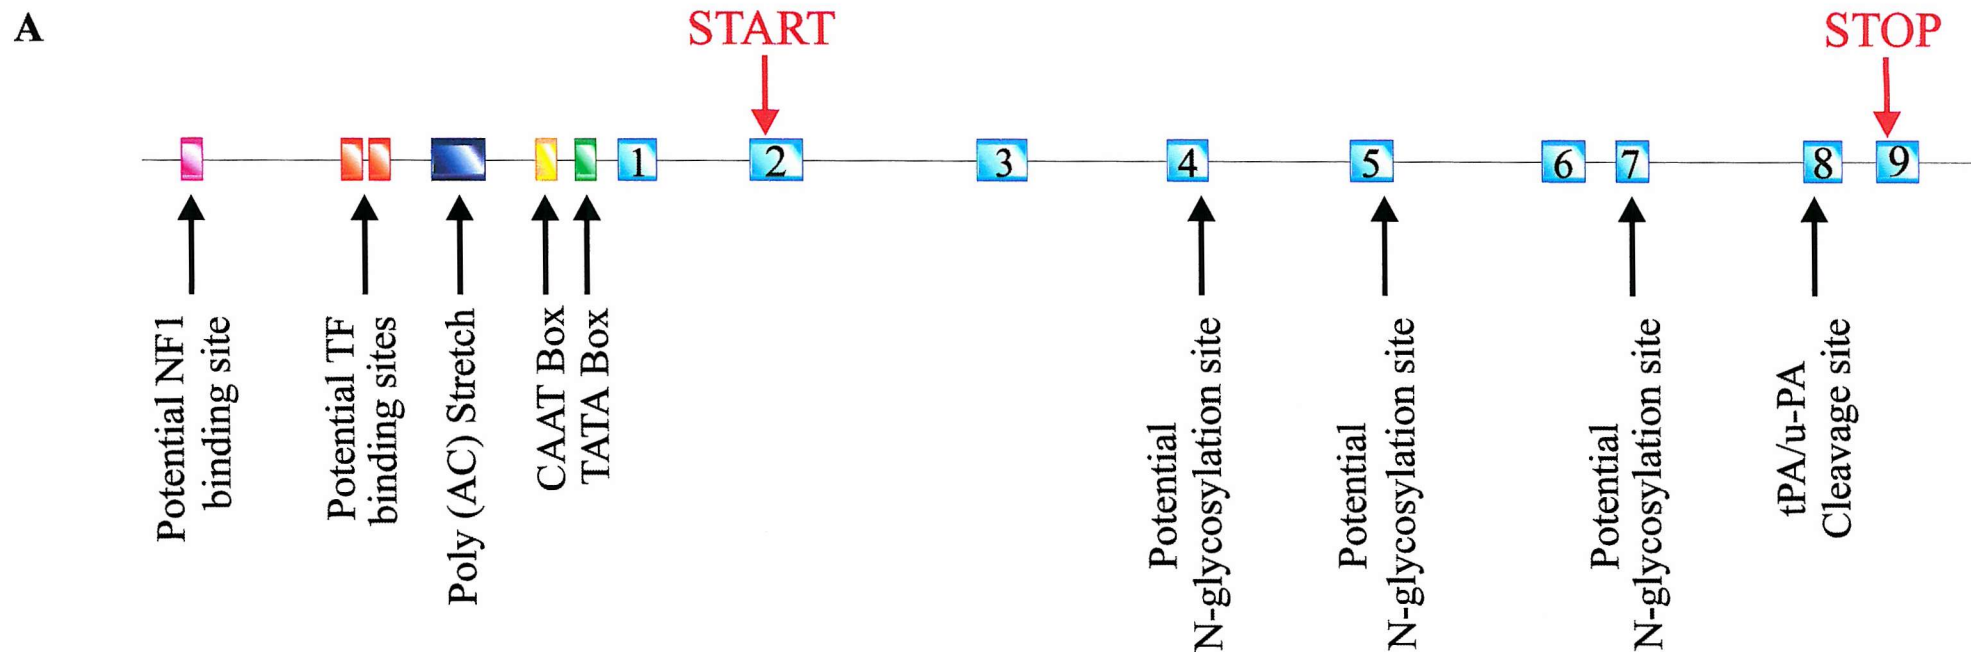 A
START
STOP
1
2
3
4
5
6
7
8
9
Potential NF1
binding site
Potential TF
binding sites
Poly (AC) Stretch
CAAT Box
TATA Box
Potential
N-glycosylation site
Potential
N-glycosylation site
Potential
N-glycosylation site
tPA/u-PA
Cleavage site